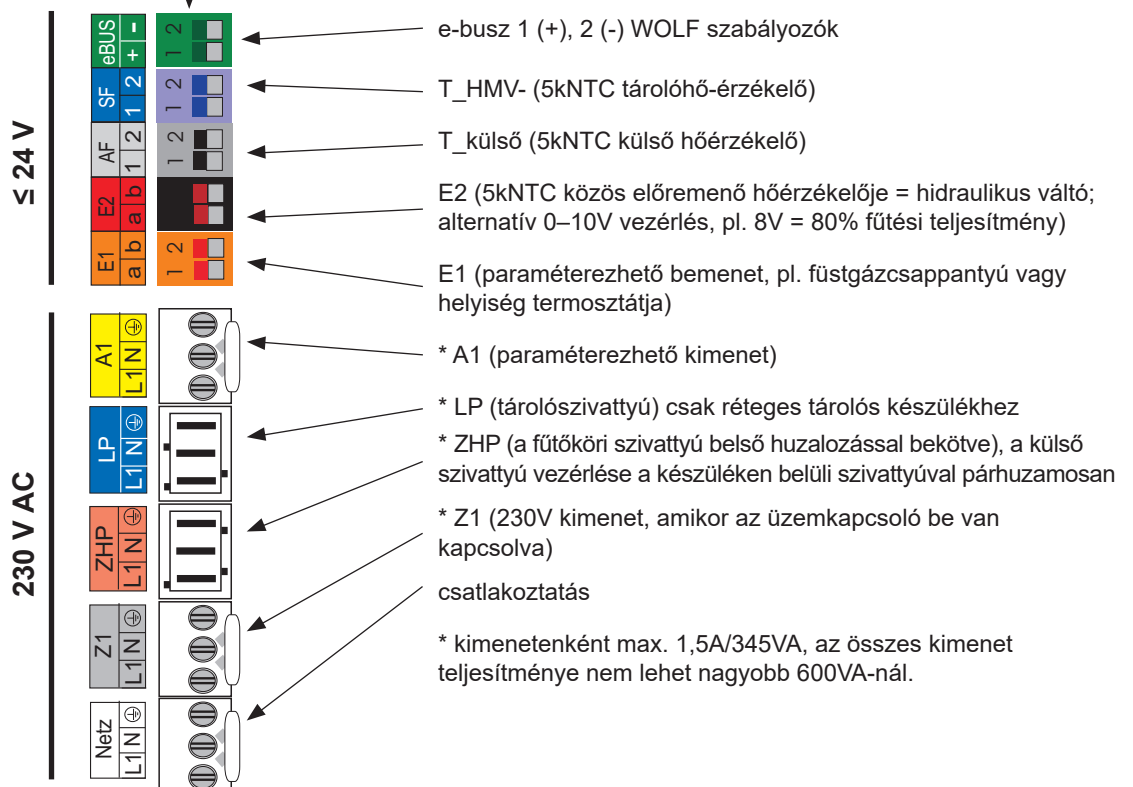 ≤ 24 V
eBUS
+ -
1 2
e-busz 1 (+), 2 (-) WOLF szabályozók
SF
1 2
1 2
T_HMV- (5kNTC tárolóhő-érzékelő)
AF
1 2
1 2
T_külső (5kNTC külső hőérzékelő)
E2
a b
E2 (5kNTC közös előremenő hőérzékelője = hidraulikus váltó;
alternatív 0–10V vezérlés, pl. 8V = 80% fűtési teljesítmény)
E1
a b
1 2
E1 (paraméterezhető bemenet, pl. füstgázcsappantyú vagy
helyiség termosztátja)
230 V AC
A1
L1 N
* A1 (paraméterezhető kimenet)
LP
L1 N
* LP (tárolószivattyú) csak réteges tárolós készülékhez
ZHP
L1 N
* ZHP (a fűtőköri szivattyú belső huzalozással bekötve), a külső
szivattyú vezérlése a készüléken belüli szivattyúval párhuzamosan
Z1
L1 N
* Z1 (230V kimenet, amikor az üzemkapcsoló be van
kapcsolva)
Netz
L1 N
csatlakoztatás
* kimenetenként max. 1,5A/345VA, az összes kimenet
teljesítménye nem lehet nagyobb 600VA-nál.